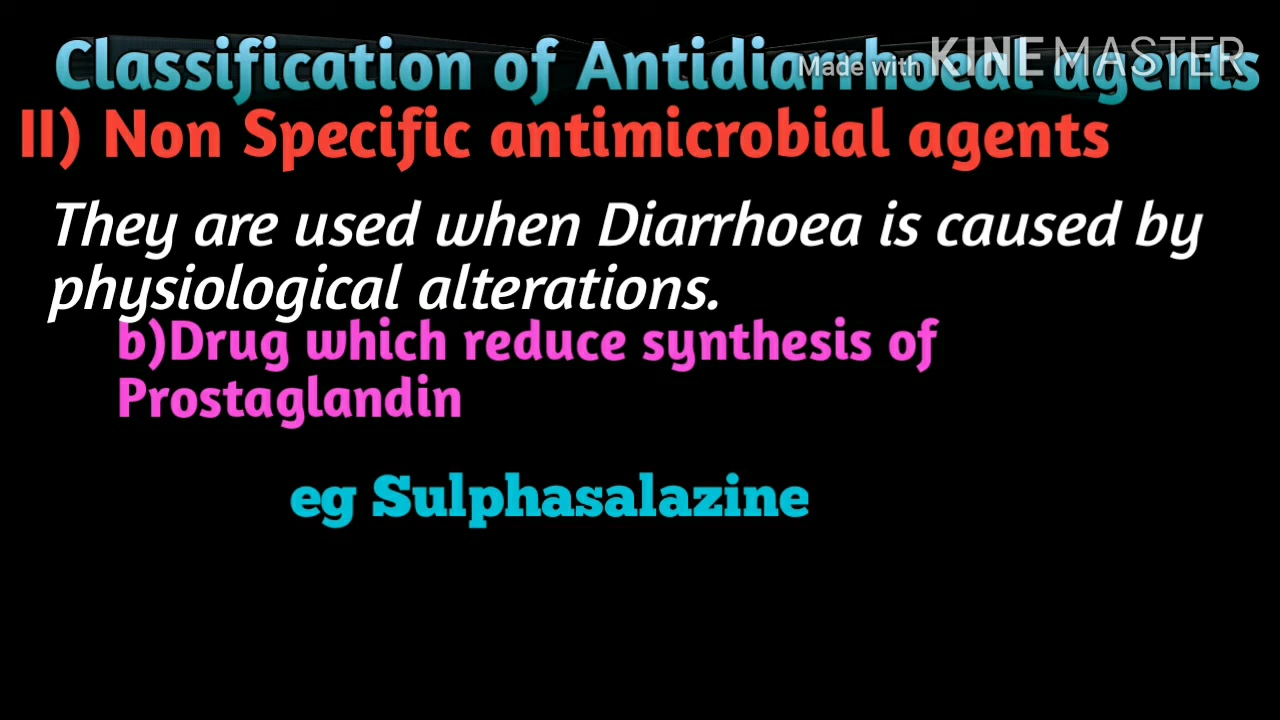 Classification of Antidiarrhoeal agents
Made with KINEMASTER
II) Non Specific antimicrobial agents
They are used when Diarrhoea is caused by
physiological alterations.
b)Drug which reduce synthesis of
Prostaglandin
eg Sulphasalazine